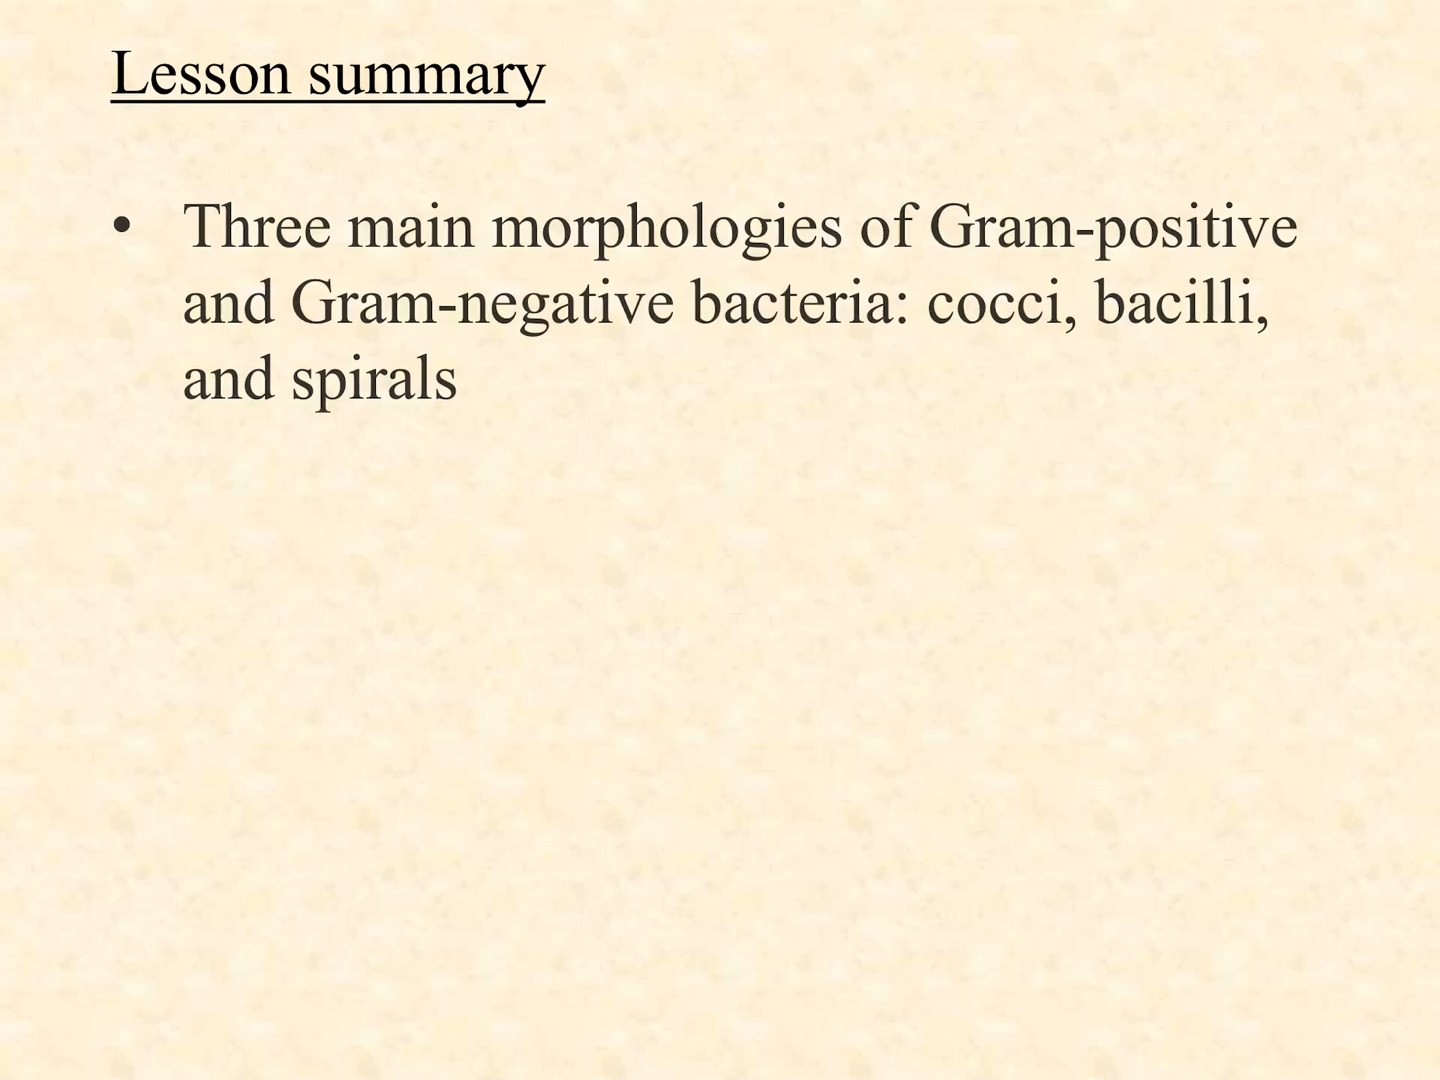 Lesson summary
• Three main morphologies of Gram-positive
and Gram-negative bacteria: cocci, bacilli,
and spirals